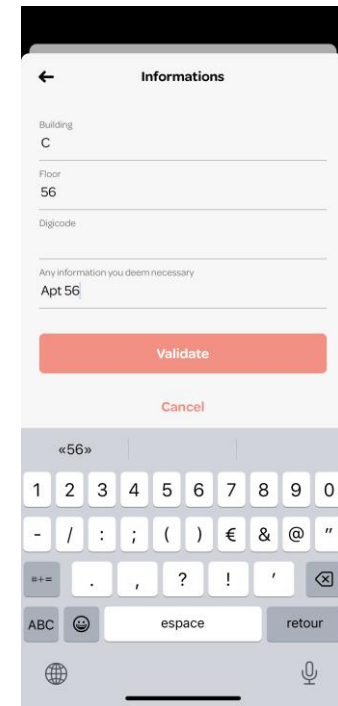 Informations
Building
C
Floor
56
Digicode
Any information you deem necessary
Apt 56
Validate
Cancel
«56»
1 2 3 4 5 6 7 8 9 0
- / : ; ( ) € & @ "
#+= . , ? ! '
ABC espace retour